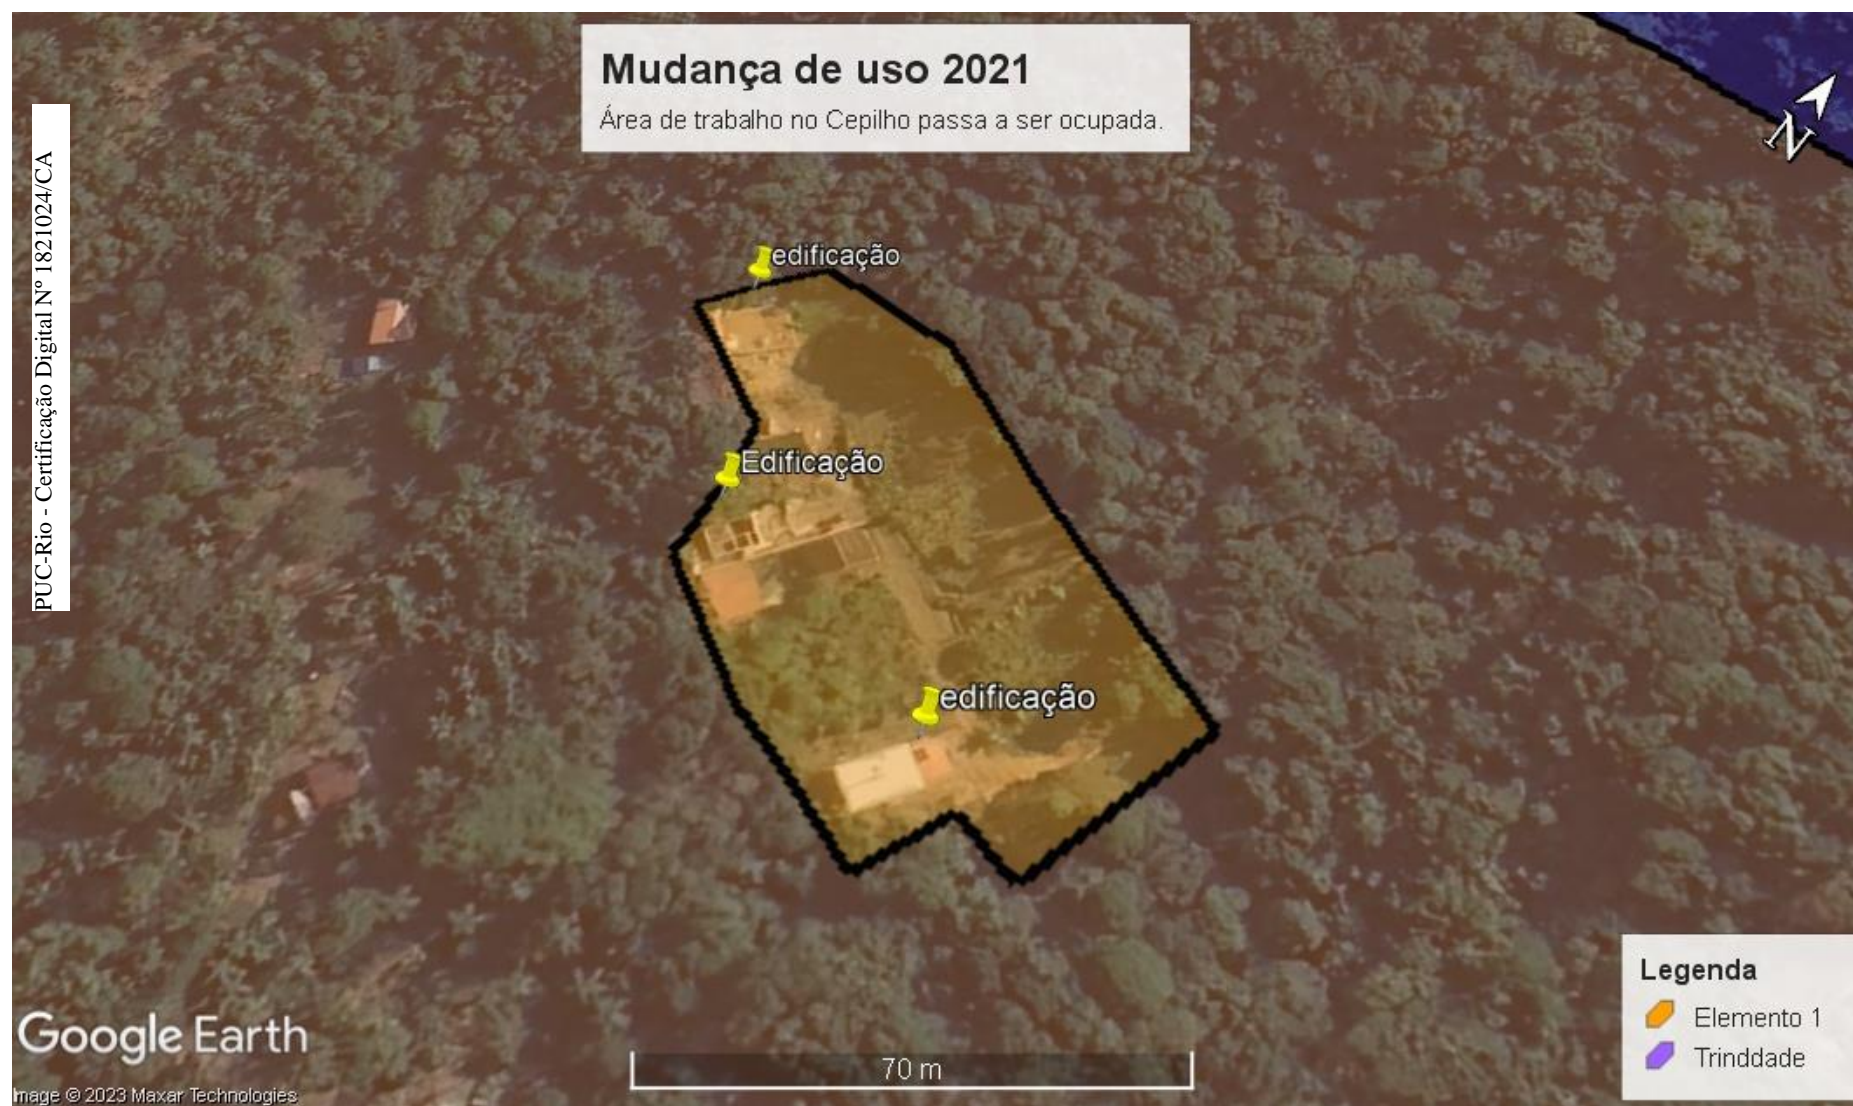 Mudança de uso 2021
Área de trabalho no Cepilho passa a ser ocupada.
N
PUC-Rio - Certificação Digital Nº 1821024/CA
edificação
Edificação
edificação
Legenda
Elemento 1
Trinddade
Google Earth
70 m
Image © 2023 Maxar Technologies